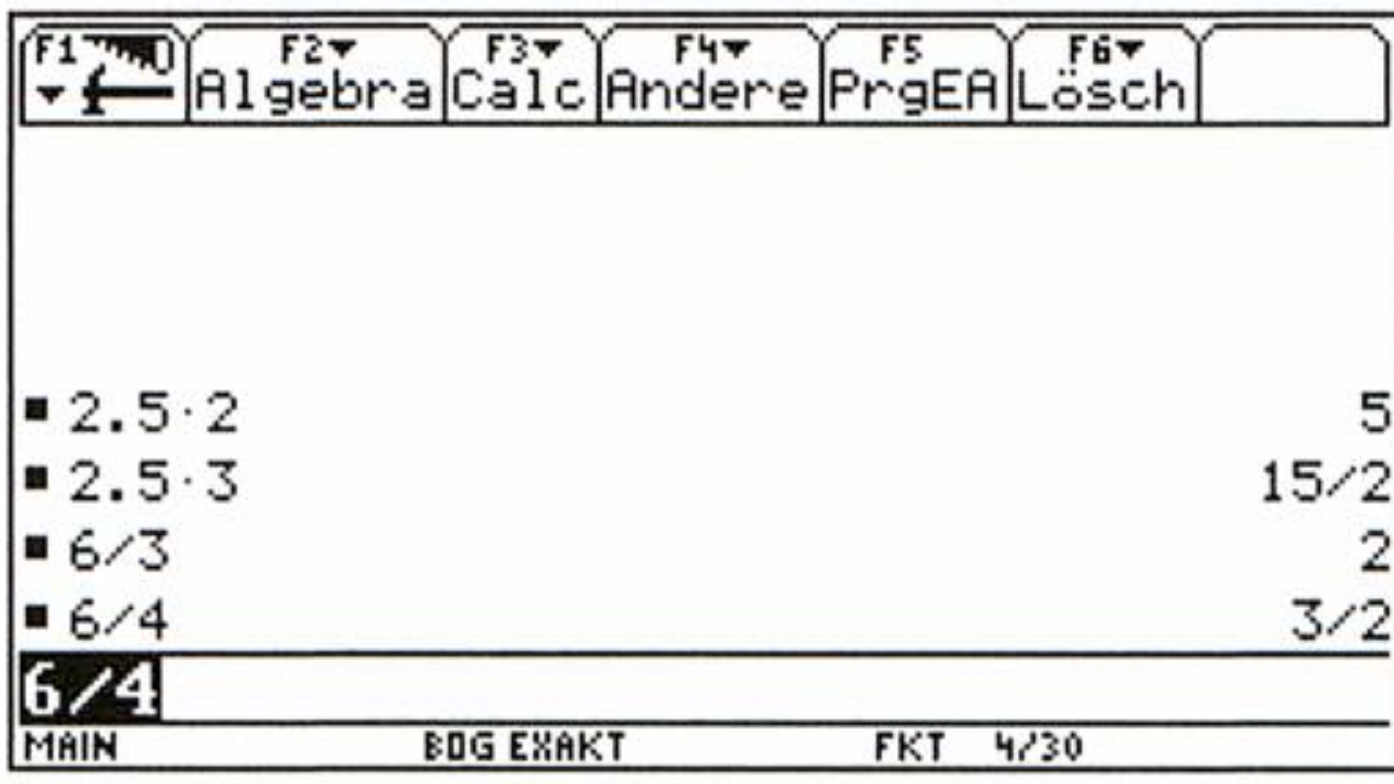 F1 F2 F3 F4 F5 F6
Algebra Calc Andere PrgEA Lösch
2.5·2 5
2.5·3 15/2
6/3 2
6/4 3/2
6/4
MAIN BOG EXAKT FKT 4/30